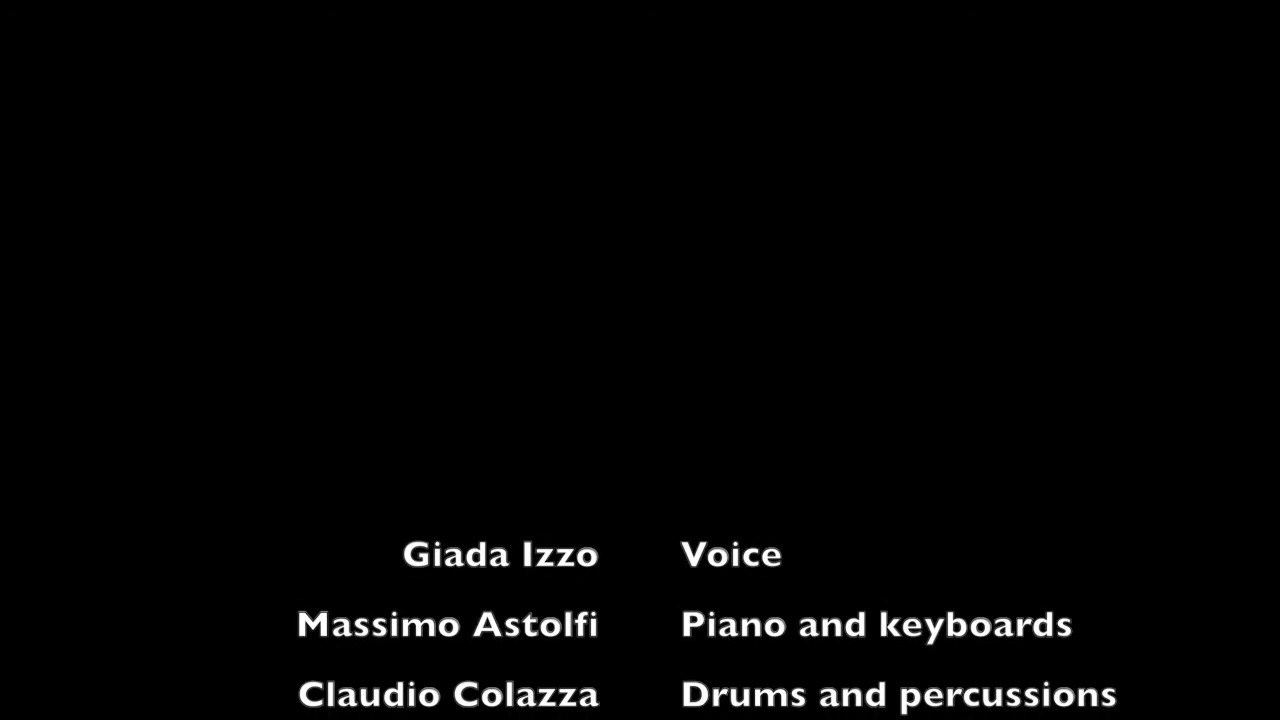 Giada Izzo Voice
Massimo Astolfi Piano and keyboards
Claudio Colazza Drums and percussions